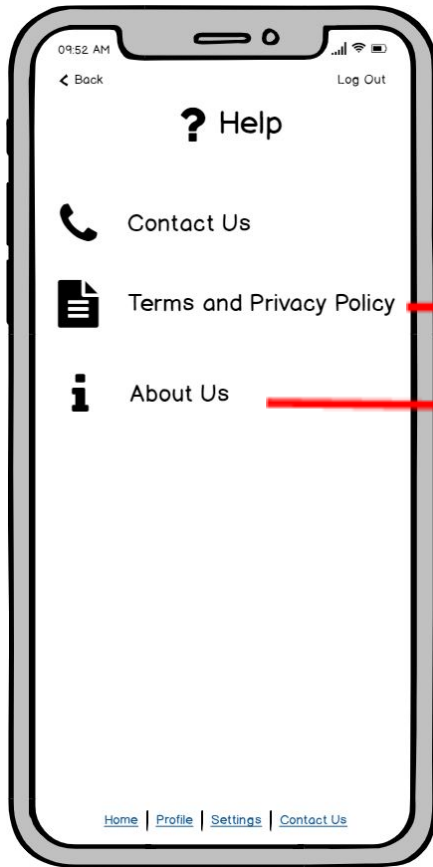 09:52 AM
Back Log Out
? Help
Contact Us
Terms and Privacy Policy
About Us
Home | Profile | Settings | Contact Us